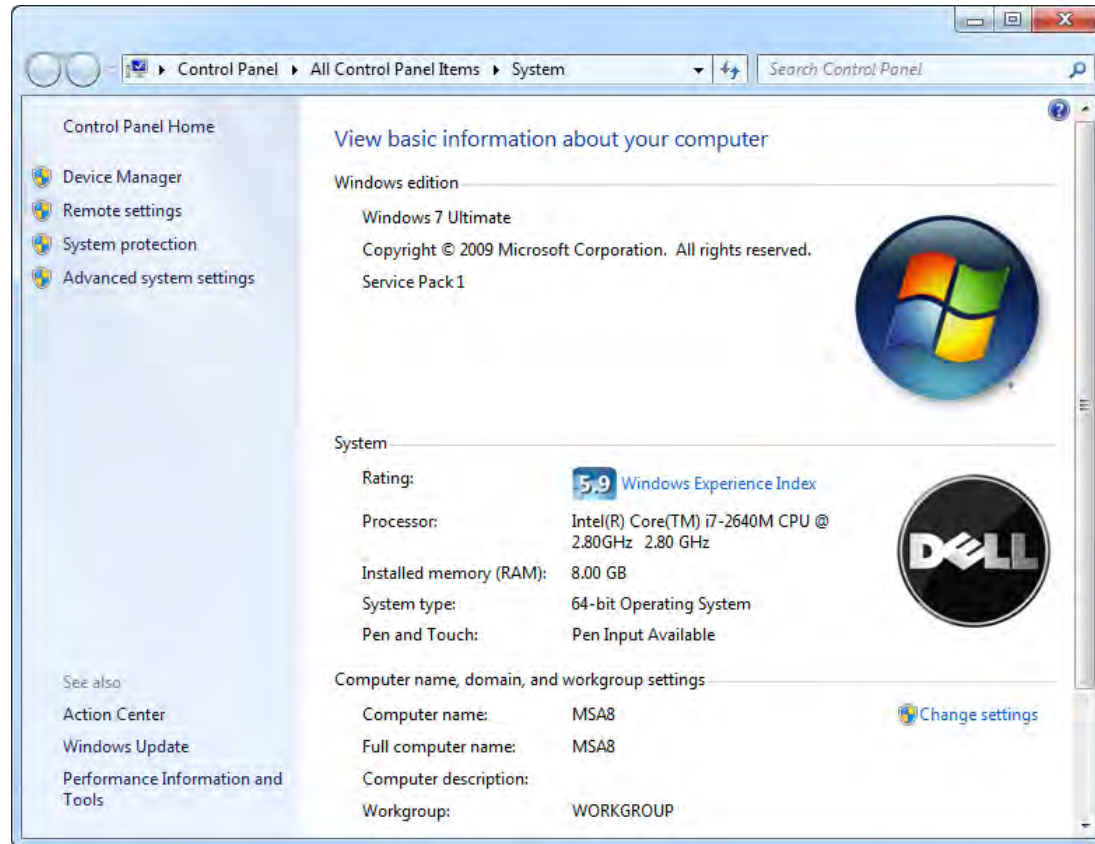 Control Panel ▸ All Control Panel Items ▸ System
Search Control Panel
Control Panel Home
Device Manager
Remote settings
System protection
Advanced system settings
See also
Action Center
Windows Update
Performance Information and
Tools
View basic information about your computer
Windows edition
Windows 7 Ultimate
Copyright © 2009 Microsoft Corporation. All rights reserved.
Service Pack 1
System
Rating: 5.9 Windows Experience Index
Processor: Intel(R) Core(TM) i7-2640M CPU @
2.80GHz 2.80 GHz
Installed memory (RAM): 8.00 GB
System type: 64-bit Operating System
Pen and Touch: Pen Input Available
DELL
Computer name, domain, and workgroup settings
Computer name: MSA8 Change settings
Full computer name: MSA8
Computer description:
Workgroup: WORKGROUP